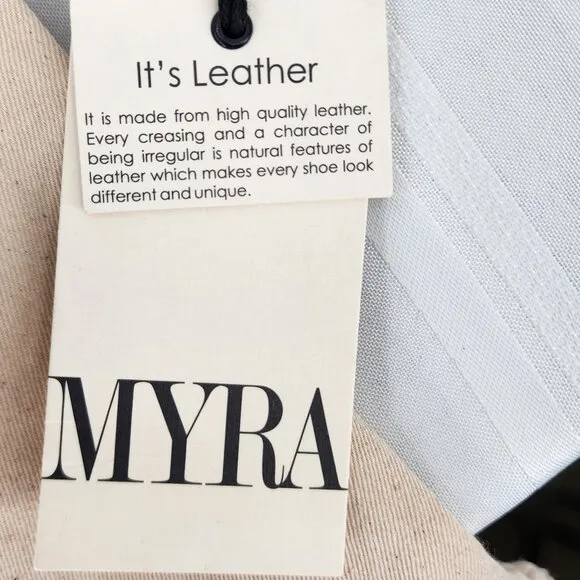 It's Leather
It is made from high quality leather.
Every creasing and a character of
being irregular is natural features of
leather which makes every shoe look
different and unique.
MYRA